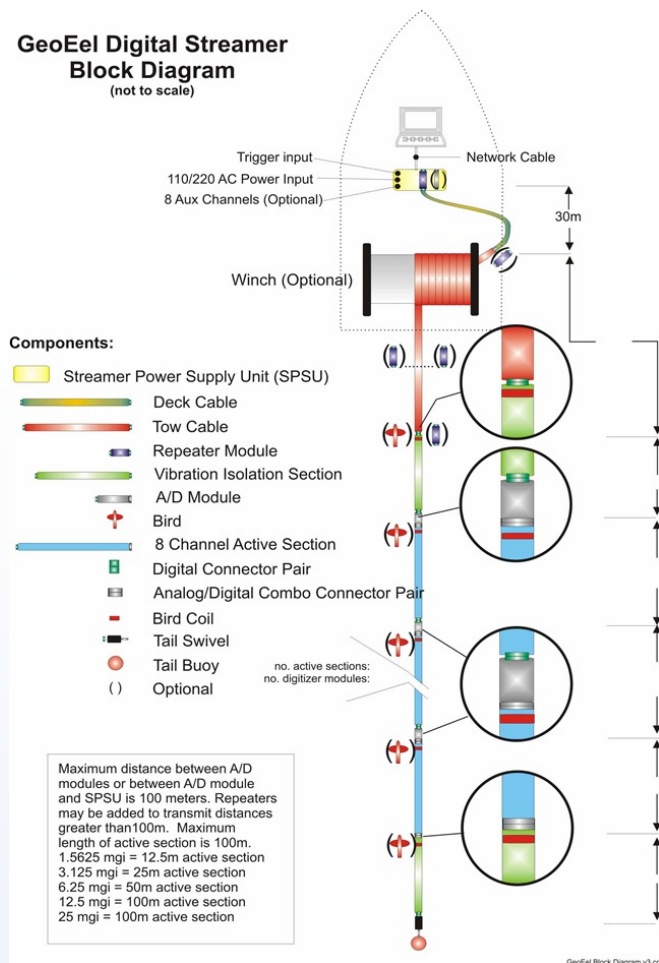 GeoEel Digital Streamer
Block Diagram
(not to scale)
Trigger input
Network Cable
110/220 AC Power Input
8 Aux Channels (Optional)
30m
Winch (Optional)
Components:
Streamer Power Supply Unit (SPSU)
Deck Cable
Tow Cable
Repeater Module
Vibration Isolation Section
A/D Module
Bird
8 Channel Active Section
Digital Connector Pair
Analog/Digital Combo Connector Pair
Bird Coil
Tail Swivel
Tail Buoy
( ) Optional
no. active sections:
no. digitizer modules:
Maximum distance between A/D
modules or between A/D module
and SPSU is 100 meters. Repeaters
may be added to transmit distances
greater than100m. Maximum
length of active section is 100m.
1.5625 mgi = 12.5m active section
3.125 mgi = 25m active section
6.25 mgi = 50m active section
12.5 mgi = 100m active section
25 mgi = 100m active section
GeoEel Block Diagram v3